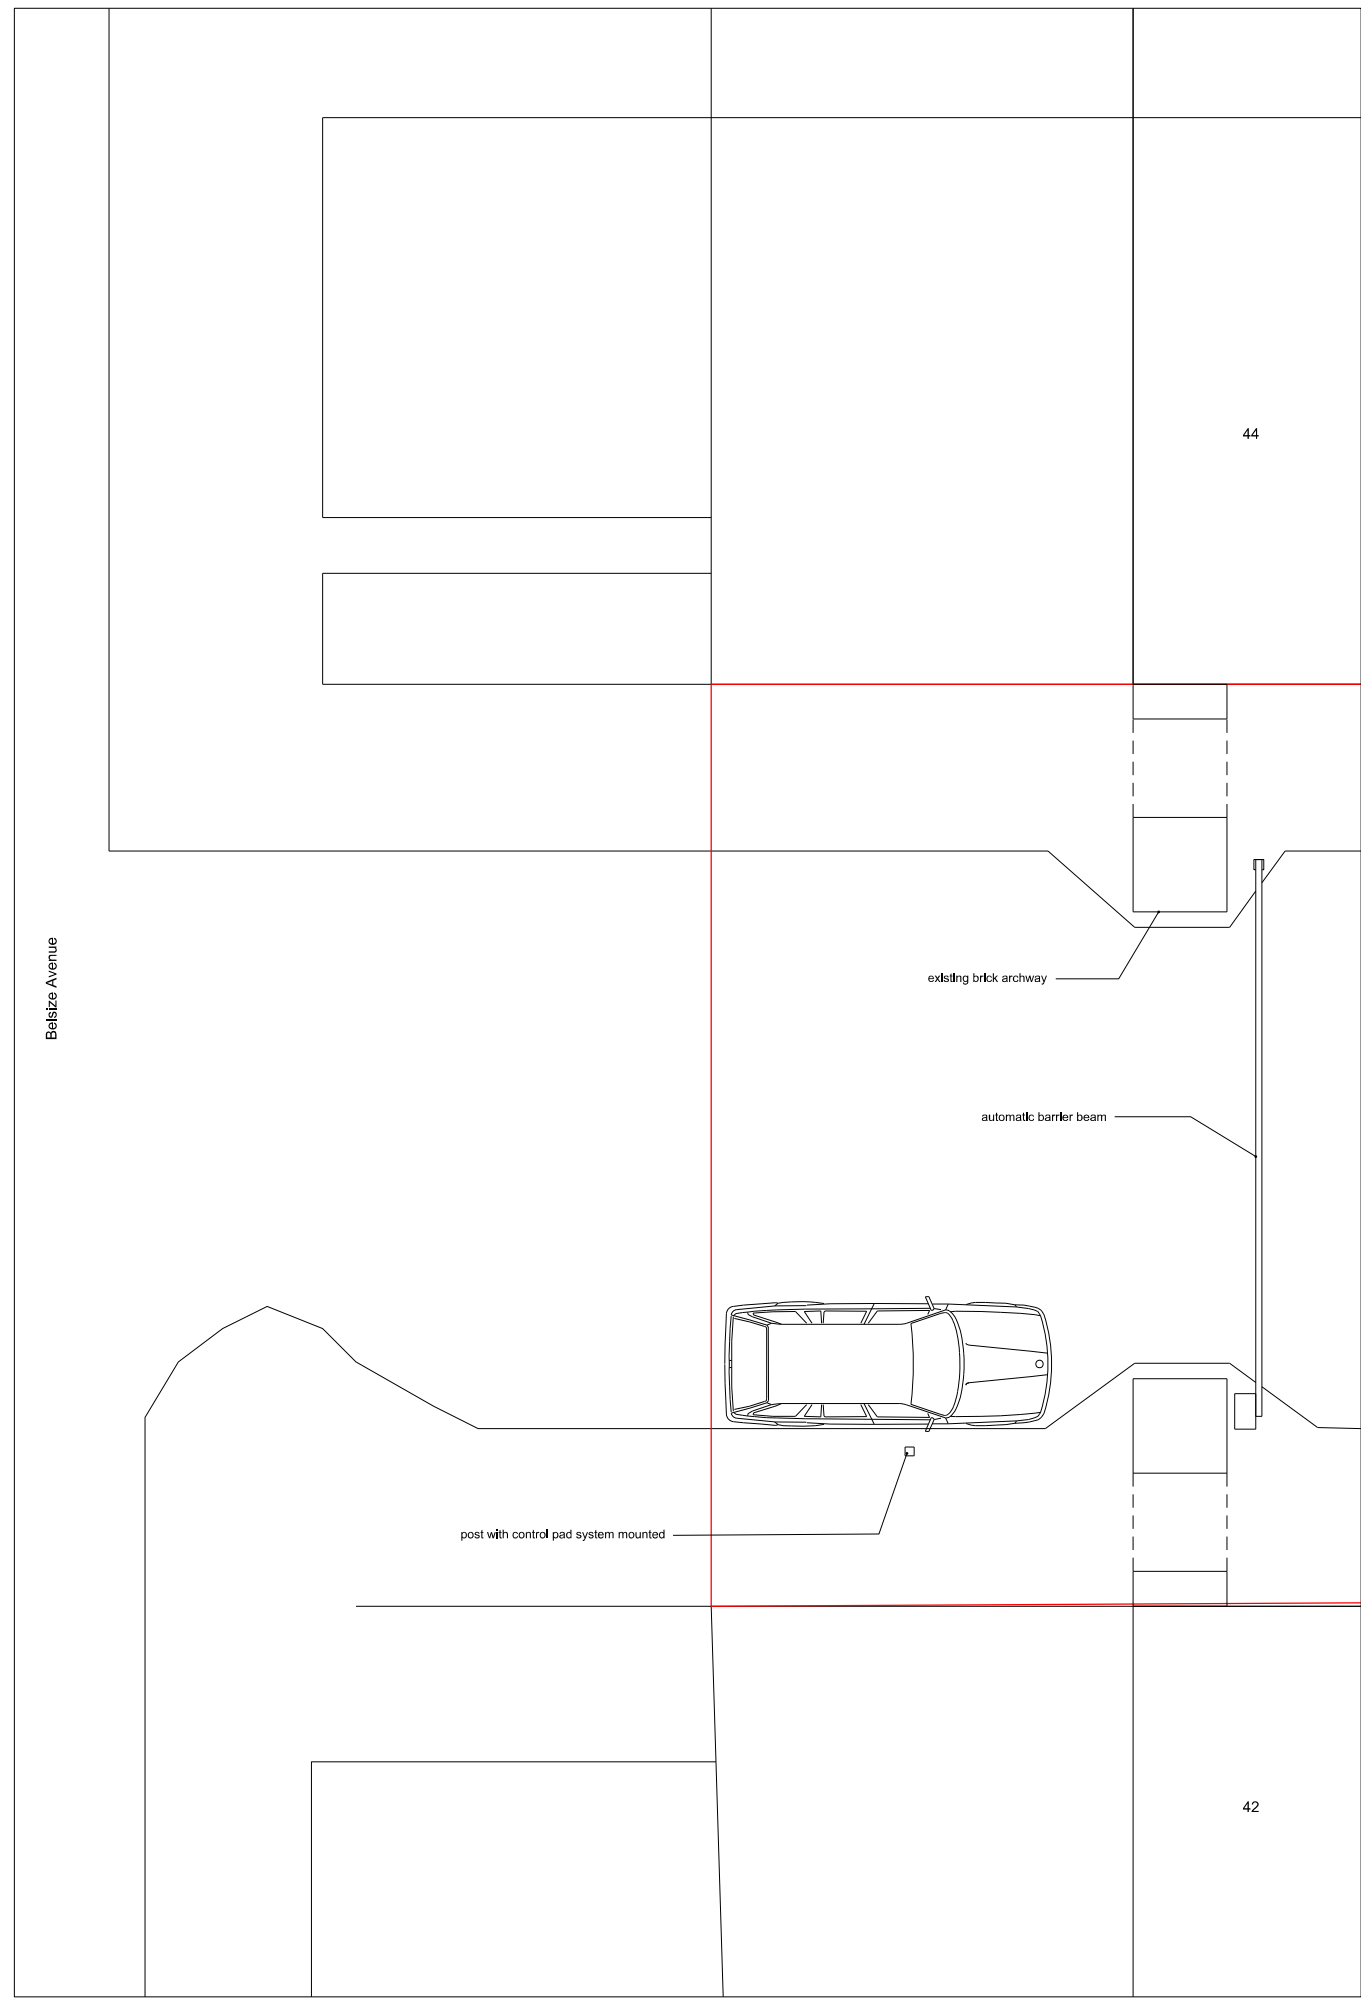 44
Belsize Avenue
existing brick archway
automatic barrier beam
post with control pad system mounted
42